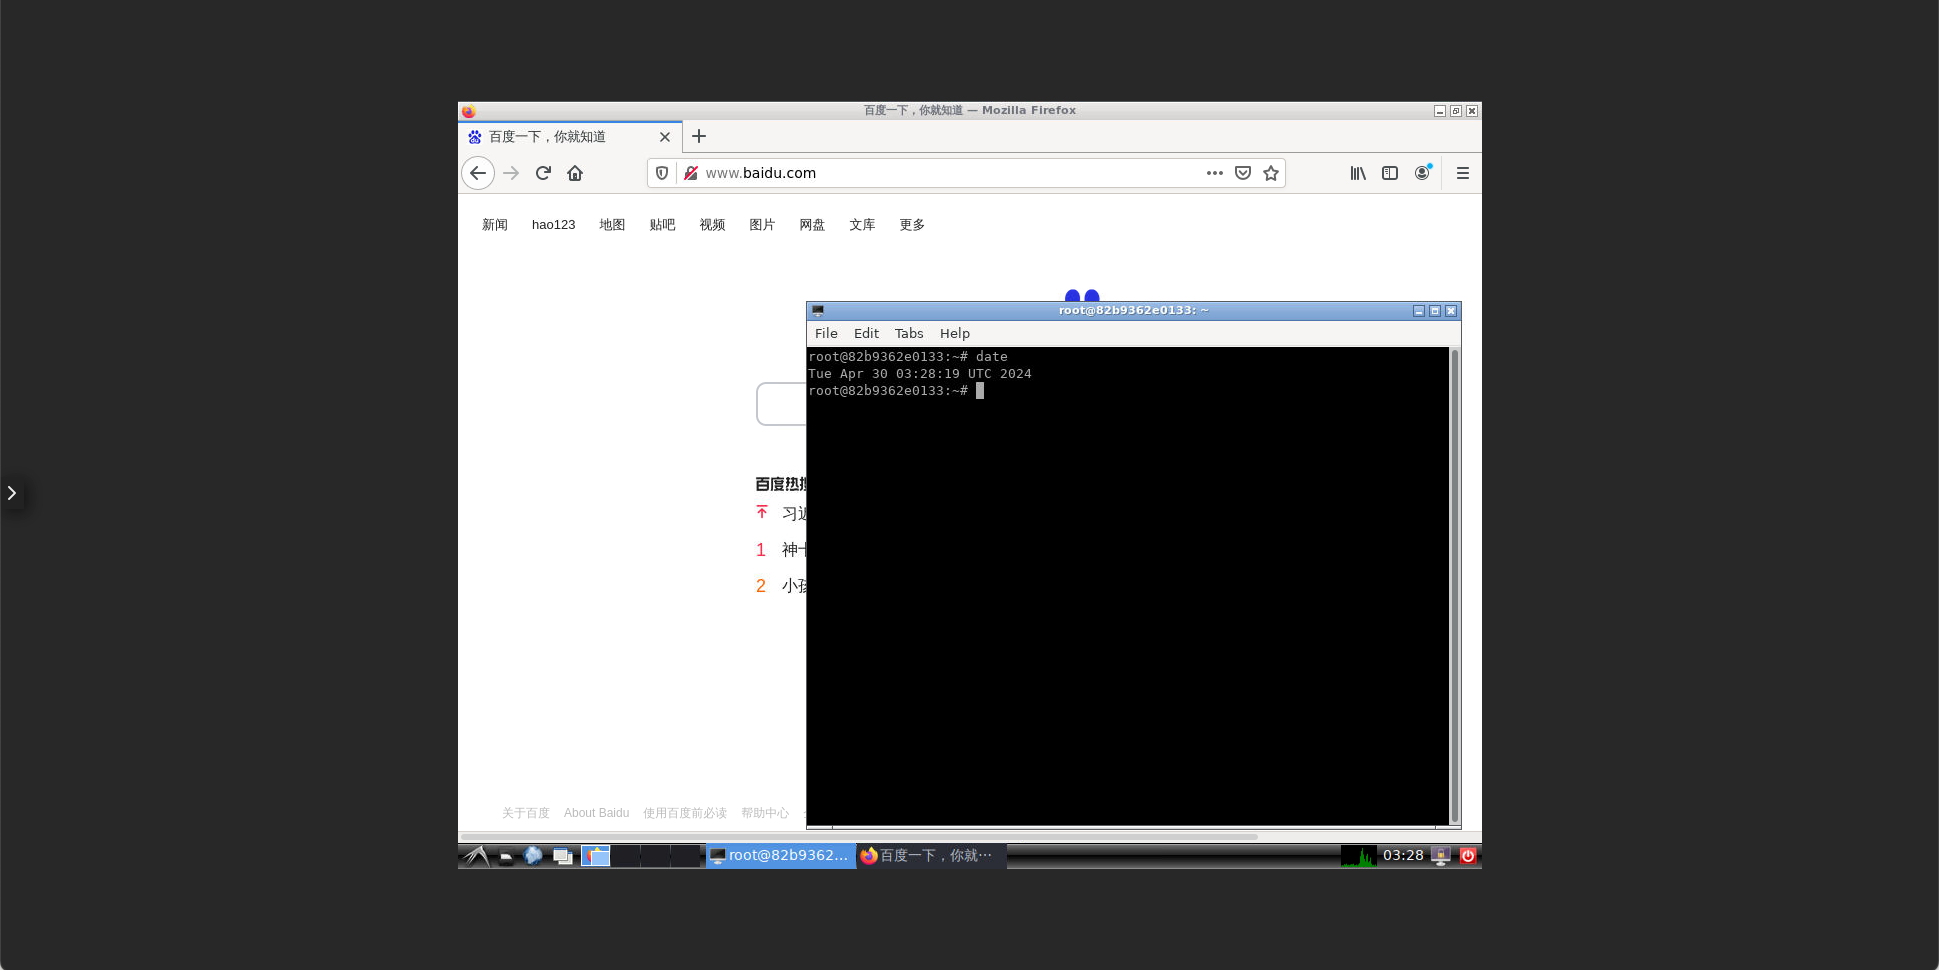 百度一下，你就知道 — Mozilla Firefox
百度一下，你就知道
www.baidu.com
新闻 hao123 地图 贴吧 视频 图片 网盘 文库 更多
root@82b9362e0133: ~
File Edit Tabs Help
root@82b9362e0133:~# date
Tue Apr 30 03:28:19 UTC 2024
root@82b9362e0133:~#
百度热
习
1 神
2 小
关于百度 About Baidu 使用百度前必读 帮助中心
root@82b9362... 百度一下，你就… 03:28